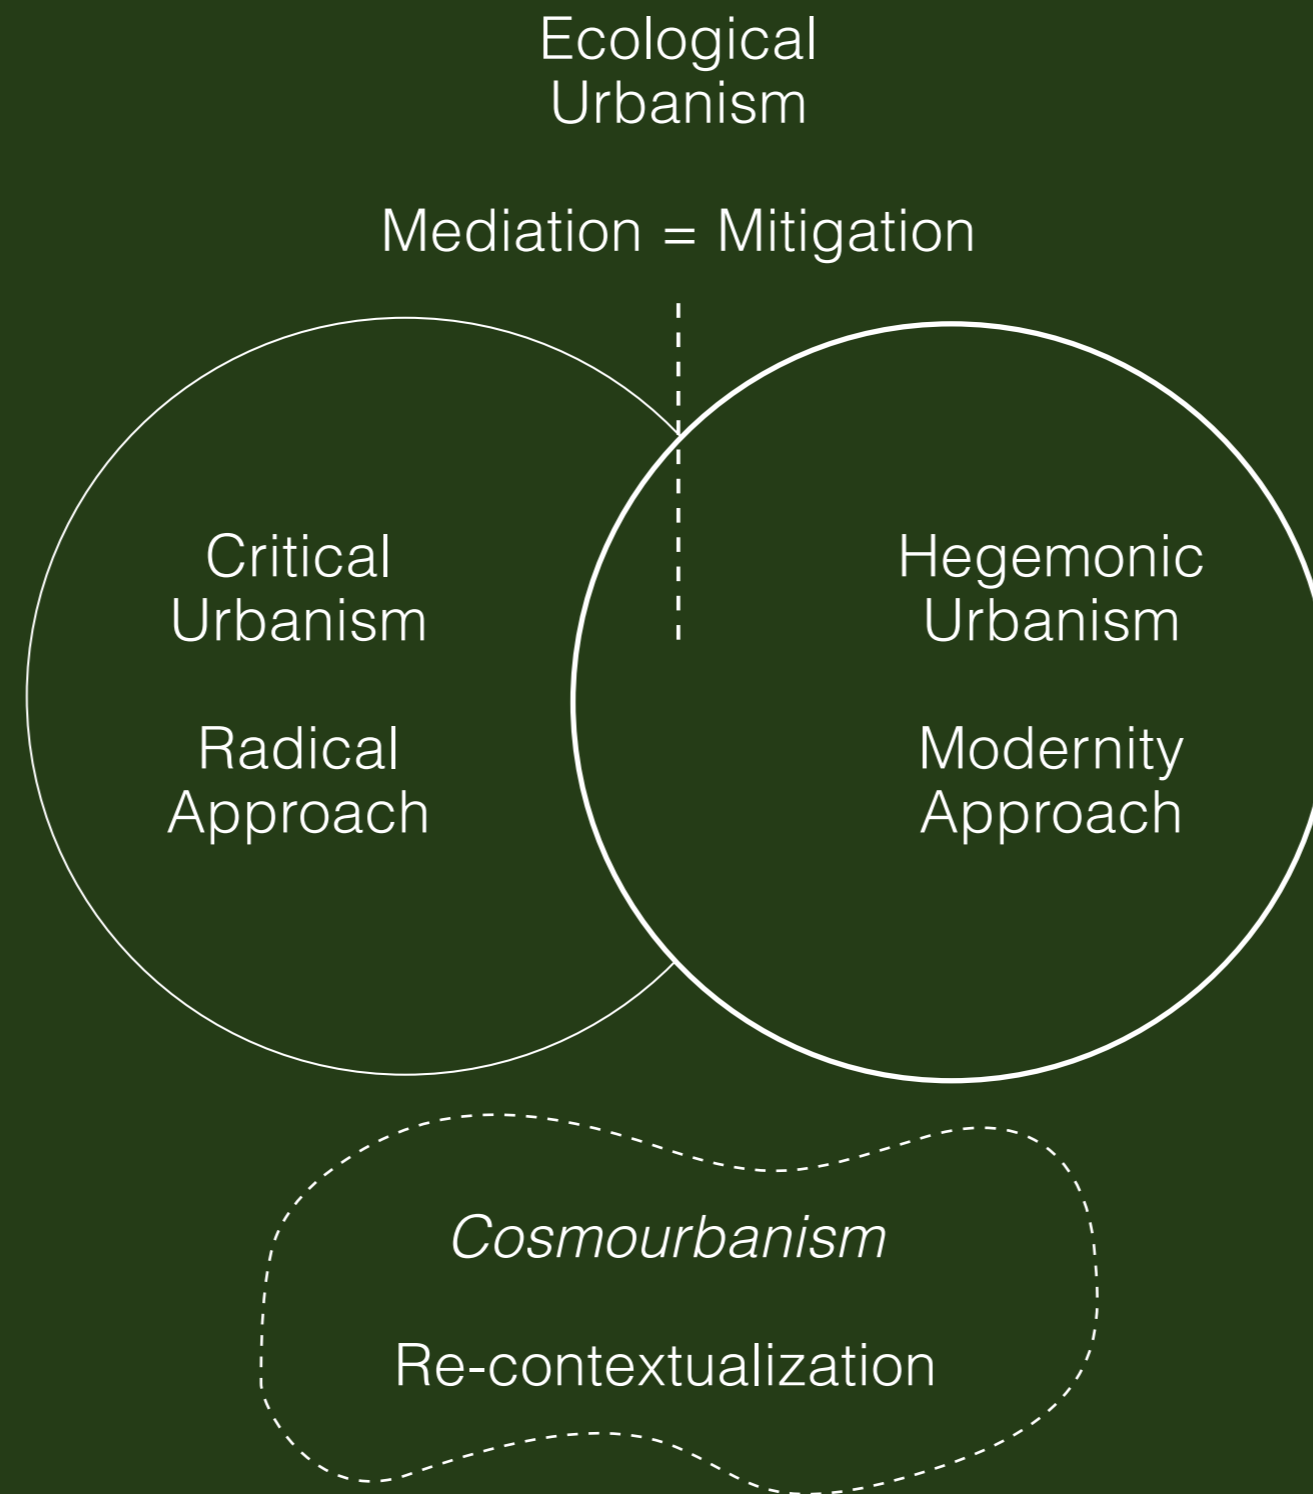 Ecological
Urbanism
Mediation = Mitigation
Critical
Urbanism
Radical
Approach
Hegemonic
Urbanism
Modernity
Approach
Cosmourbanism
Re-contextualization